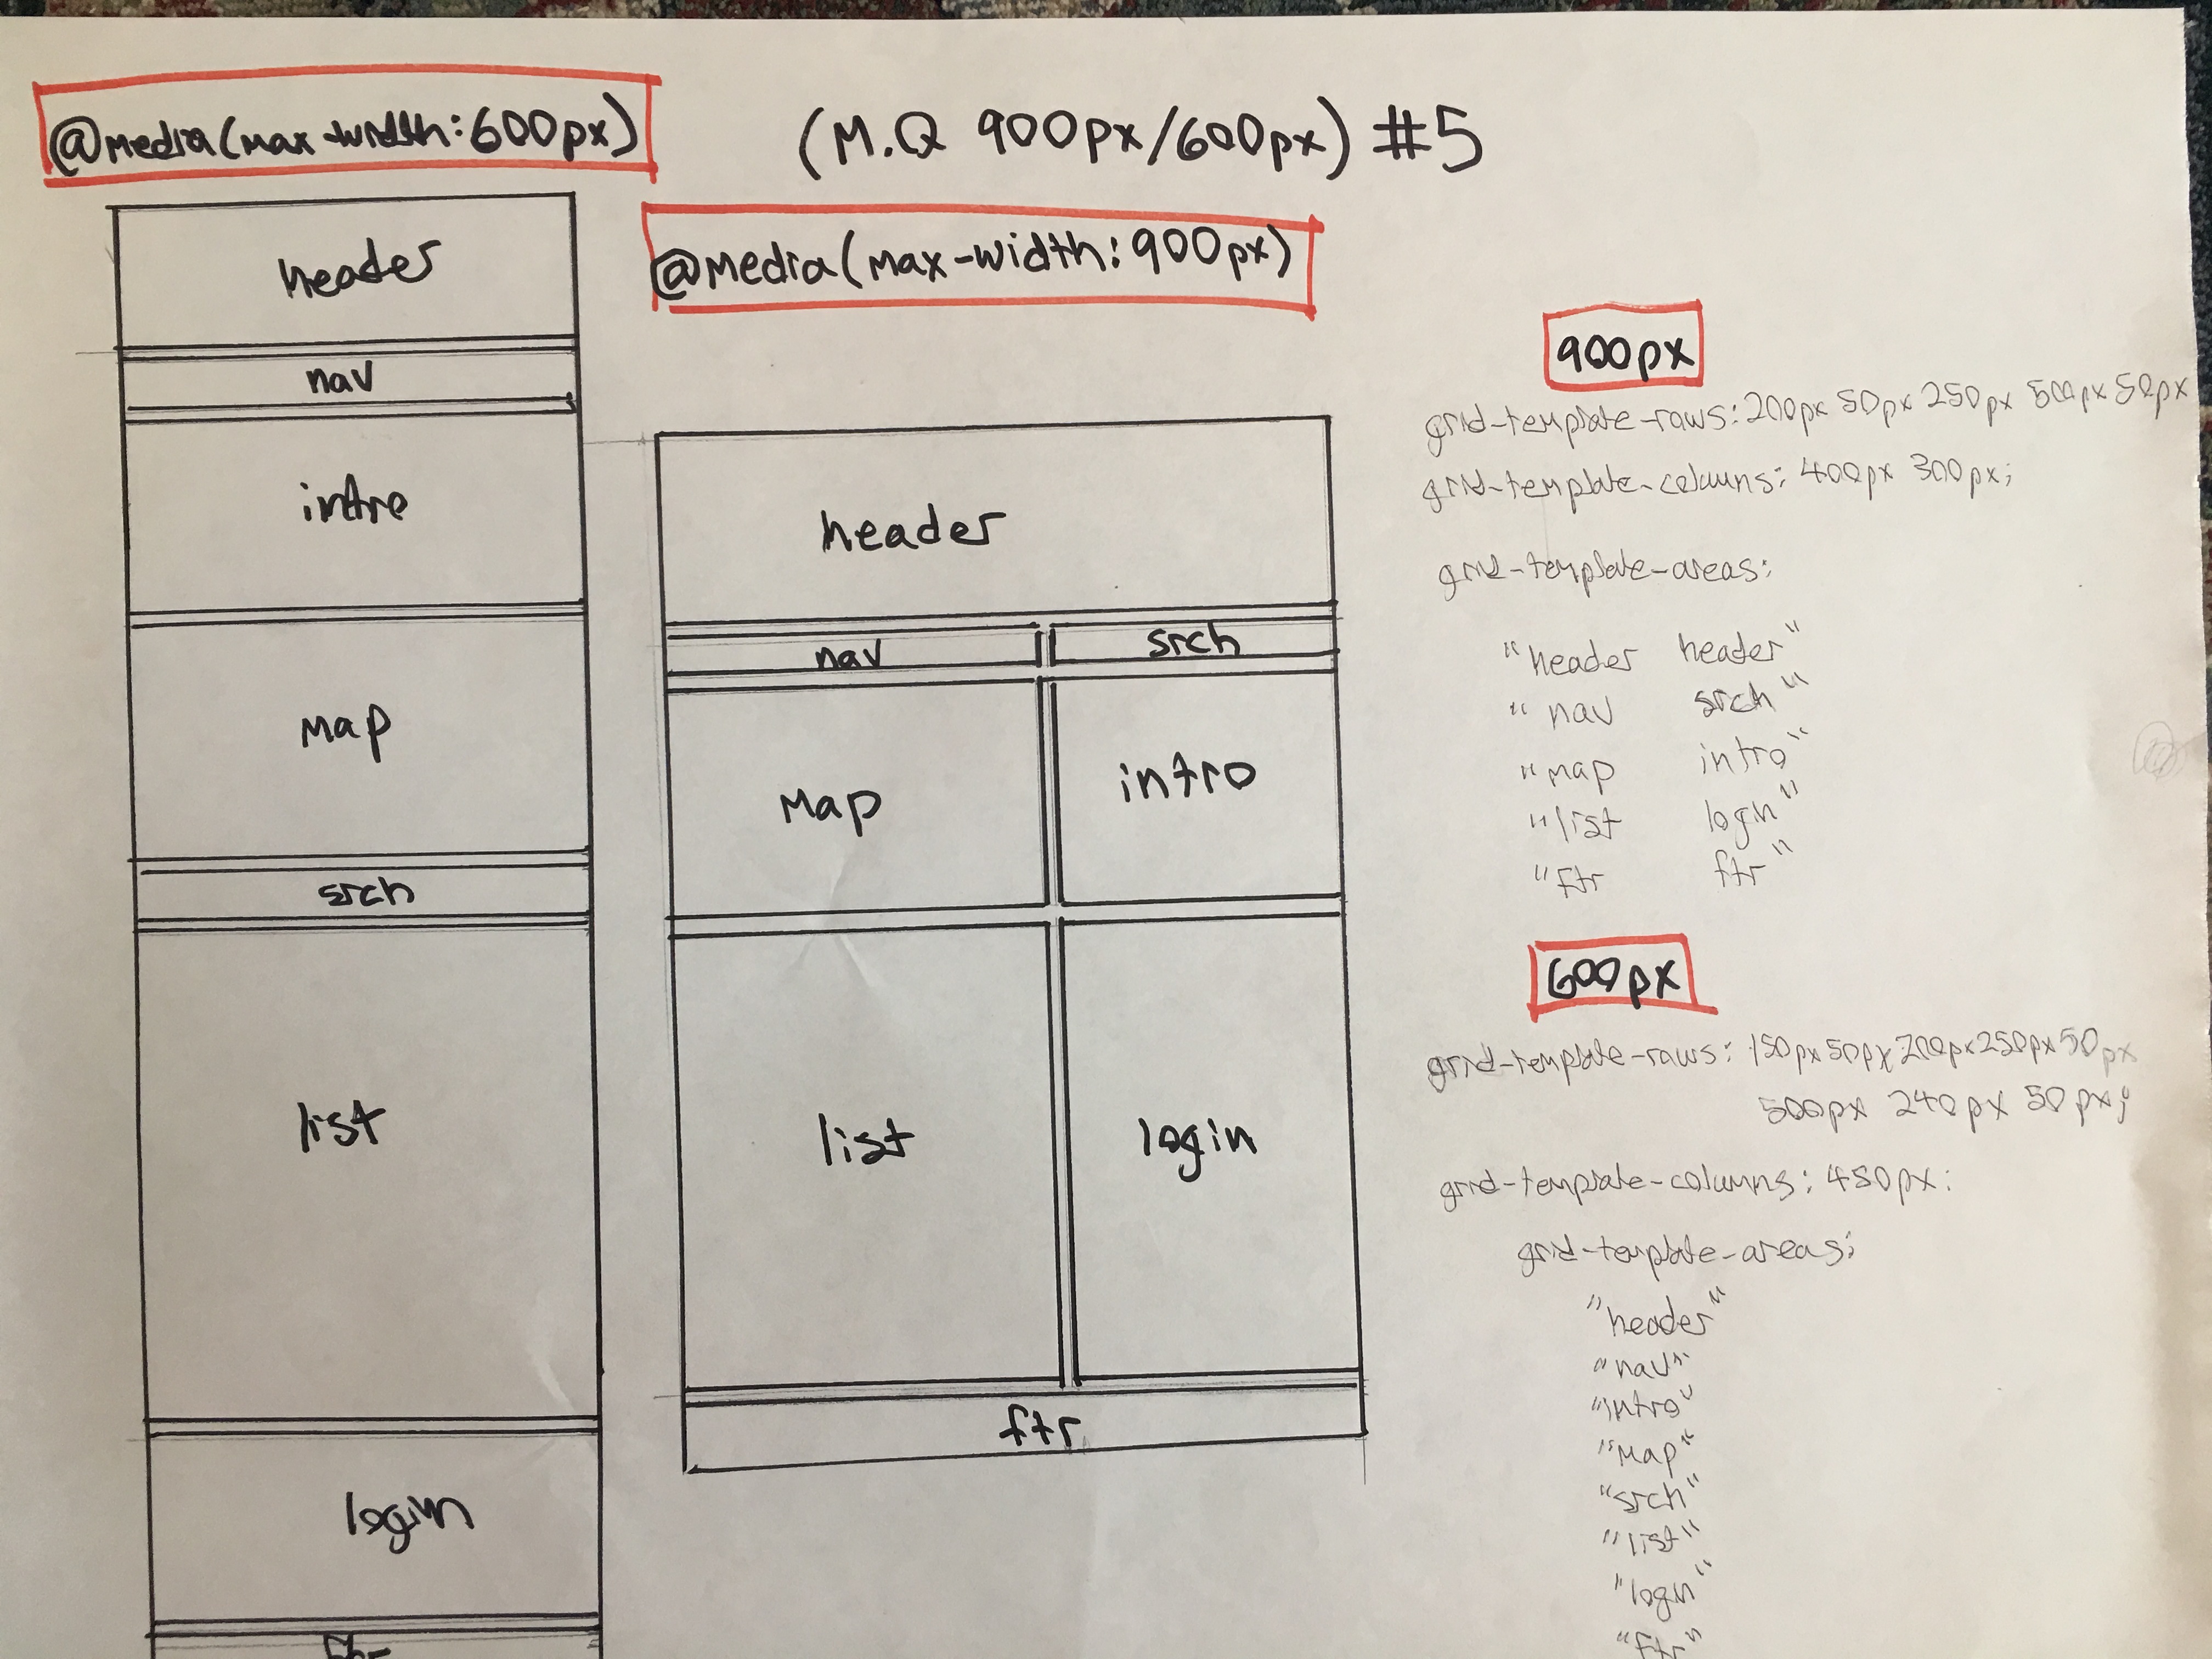 @media(max-width:600px)
(M.Q 900px/600px) #5
header
nav
intro
map
srch
list
login
@media(max-width:900px)
header
nav srch
map intro
list login
ftr
900px
grid-template-rows: 200px 50px 250px 500px 50px
grid-template-columns: 400px 300px;
grid-template-areas:
"header header"
"nav srch"
"map intro"
"list login"
"ftr ftr"
600px
grid-template-rows: 150px 50px 200px 250px 50px
500px 240px 50px;
grid-template-columns: 450px;
grid-template-areas:
"header"
"nav"
"intro"
"map"
"srch"
"list"
"login"
"ftr"